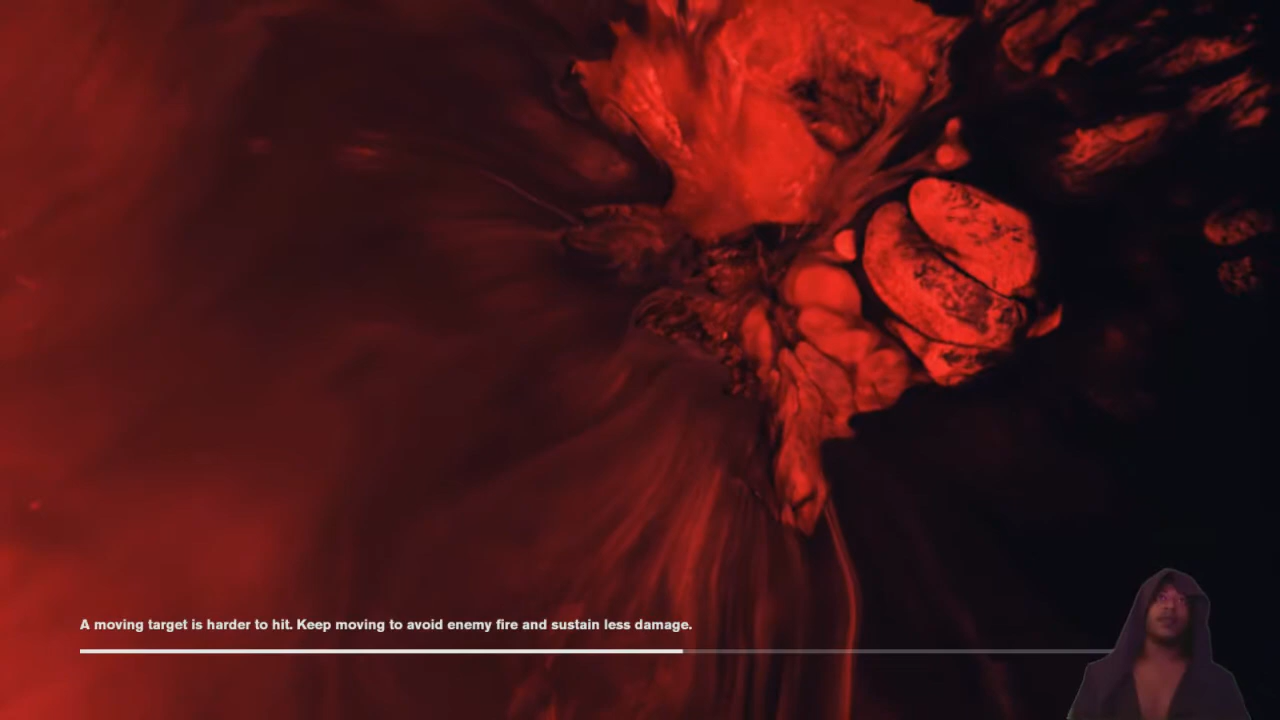 A moving target is harder to hit. Keep moving to avoid enemy fire and sustain less damage.